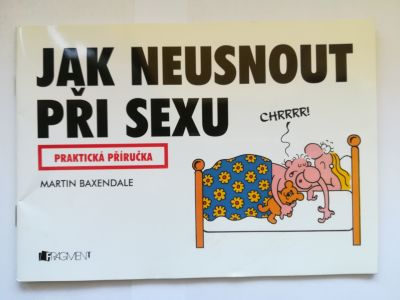 JAK NEUSNOUT
PŘI SEXU
CHRRRR!
PRAKTICKÁ PŘÍRUČKA
MARTIN BAXENDALE
FRAGMENT